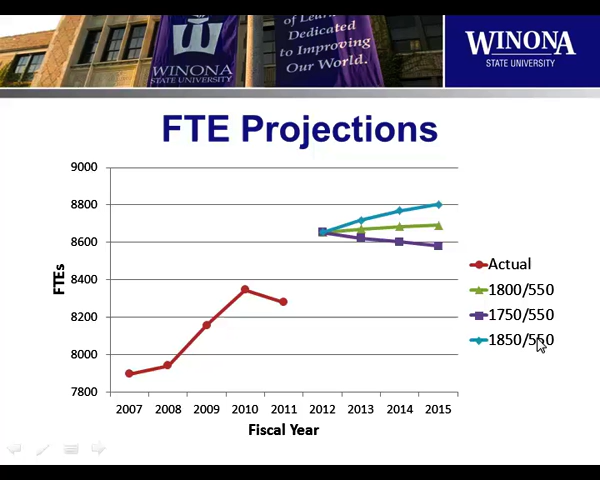 of Lear
Dedicated
to Improving
Our World.
WINONA
STATE UNIVERSITY
WINONA
STATE UNIVERSITY
FTE Projections
9000
8800
8600
8400
8200
8000
7800
FTEs
2007 2008 2009 2010 2011 2012 2013 2014 2015
Fiscal Year
Actual
1800/550
1750/550
1850/550